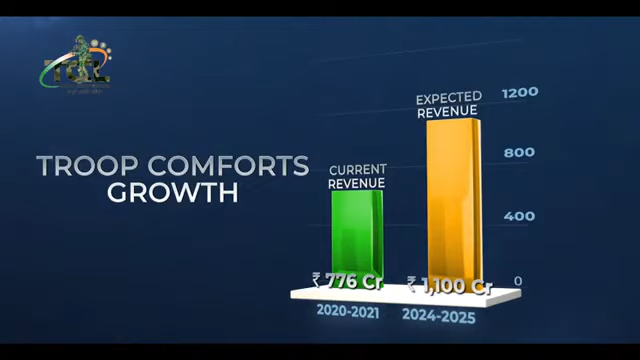 TCL
TROOP COMFORTS
GROWTH
CURRENT
REVENUE
EXPECTED
REVENUE
1200
800
400
0
₹ 776 Cr
₹ 1,100 Cr
2020-2021
2024-2025